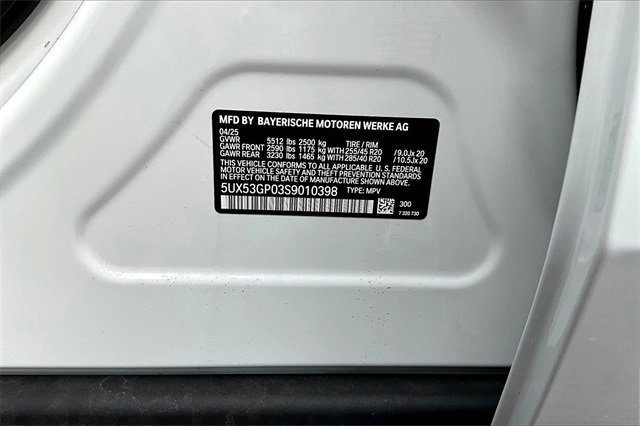 MFD BY BAYERISCHE MOTOREN WERKE AG
04/25
GVWR 5512 lbs 2500 kg TIRE / RIM
GAWR FRONT 2590 lbs 1175 kg WITH 255/45 R20 / 9.0Jx 20
GAWR REAR 3230 lbs 1465 kg WITH 285/40 R20 / 10.5Jx 20
THIS VEHICLE CONFORMS TO ALL APPLICABLE U.S. FEDERAL
MOTOR VEHICLE SAFETY, BUMPER, AND THEFT PREVENTION
STANDARDS IN EFFECT ON THE DATE OF MANUFACTURE SHOWN ABOVE.
5UX53GP03S9010398 TYPE: MPV
300
7 320 730